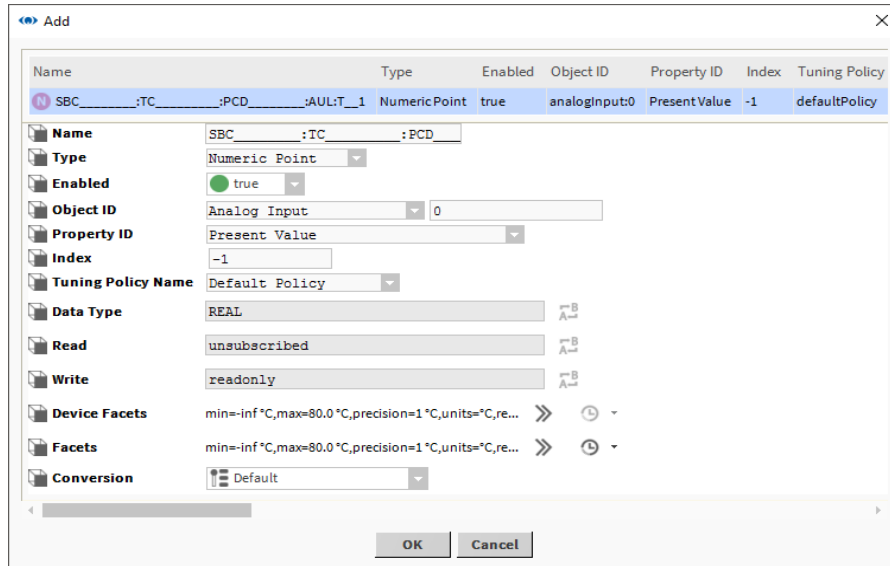 Add
Name Type Enabled Object ID Property ID Index Tuning Policy
N SBC________:TC_________:PCD________:AUL:T__1 Numeric Point true analogInput:0 Present Value -1 defaultPolicy
Name SBC________:TC_________:PCD___
Type Numeric Point
Enabled true
Object ID Analog Input 0
Property ID Present Value
Index -1
Tuning Policy Name Default Policy
Data Type REAL
Read unsubscribed
Write readonly
Device Facets min=-inf °C,max=80.0 °C,precision=1 °C,units=°C,re...
Facets min=-inf °C,max=80.0 °C,precision=1 °C,units=°C,re...
Conversion Default
OK Cancel